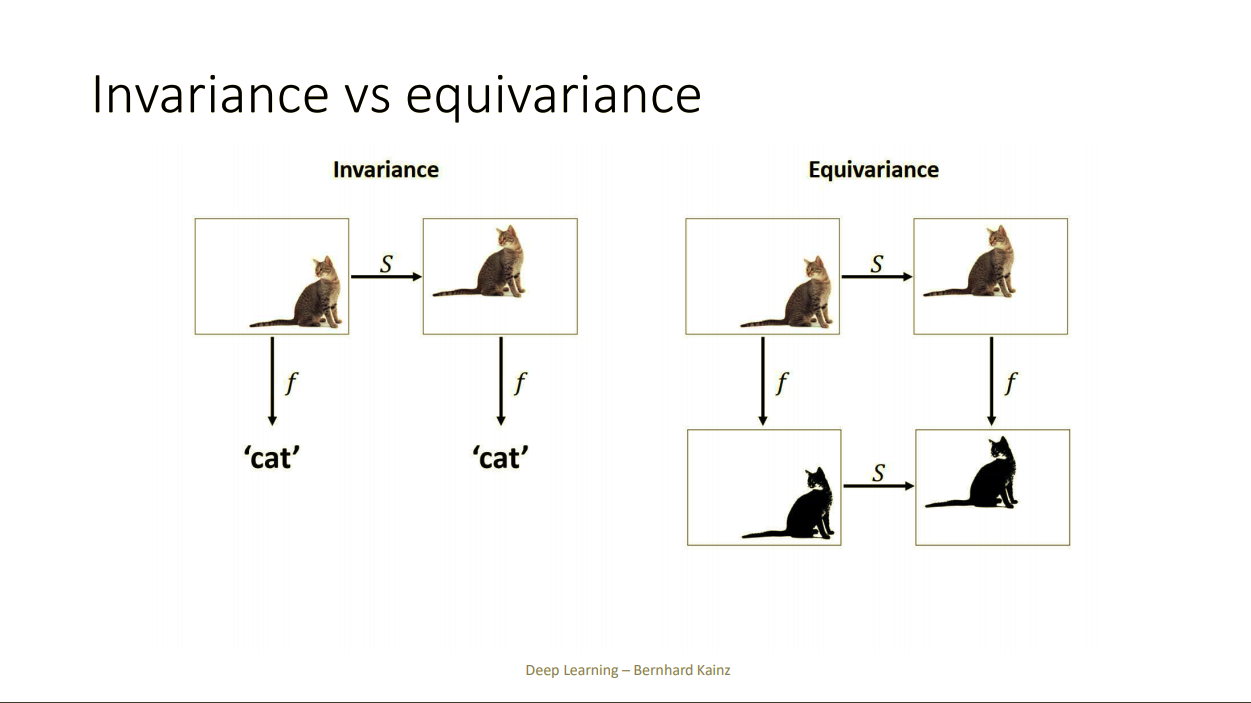 Invariance vs equivariance
Invariance
Equivariance
S
f
f
‘cat’
‘cat’
S
f
f
S
Deep Learning – Bernhard Kainz